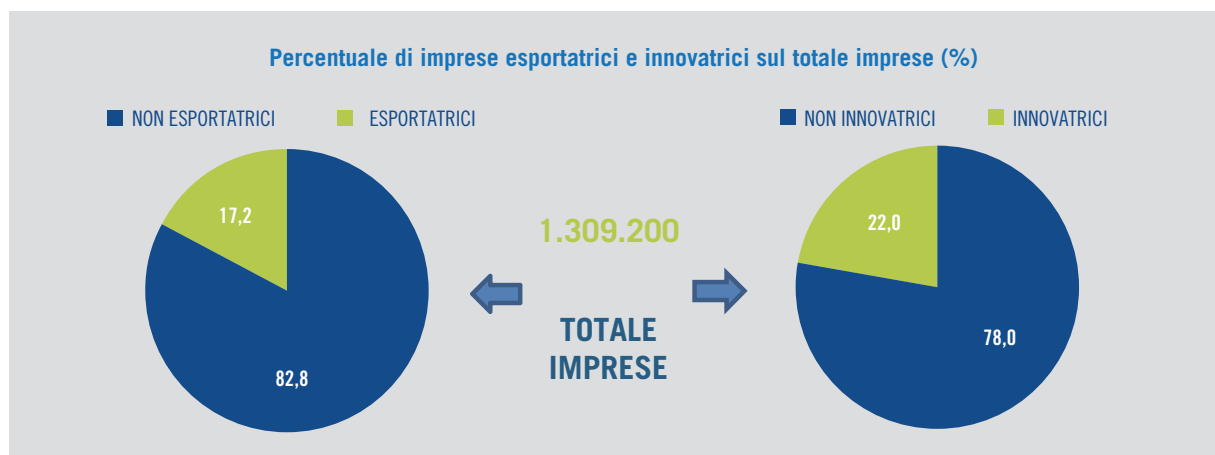 Percentuale di imprese esportatrici e innovatrici sul totale imprese (%)
NON ESPORTATRICI
ESPORTATRICI
17,2
82,8
1.309.200
TOTALE
IMPRESE
NON INNOVATRICI
INNOVATRICI
22,0
78,0